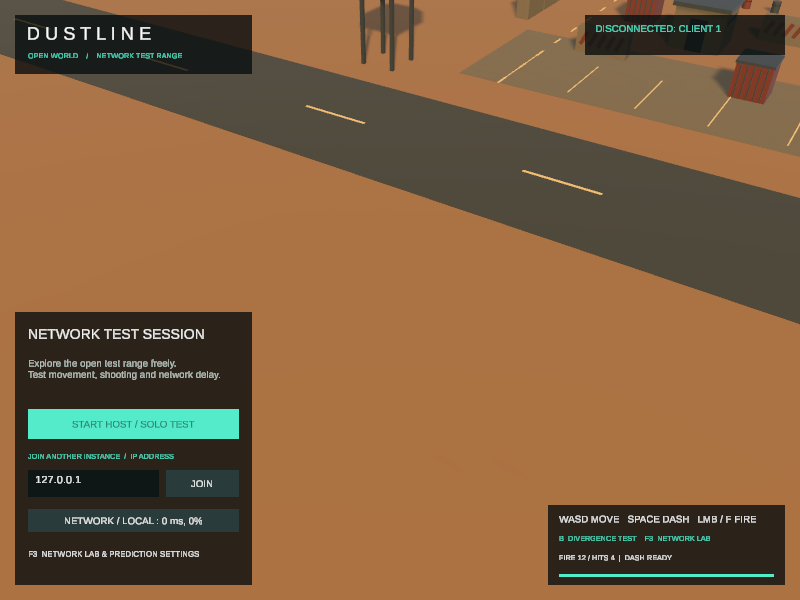 DUSTLINE
OPEN WORLD / NETWORK TEST RANGE
DISCONNECTED: CLIENT 1
NETWORK TEST SESSION
Explore the open test range freely.
Test movement, shooting and network delay.
START HOST / SOLO TEST
JOIN ANOTHER INSTANCE / IP ADDRESS
127.0.0.1
JOIN
NETWORK / LOCAL : 0 ms, 0%
F3 NETWORK LAB & PREDICTION SETTINGS
WASD MOVE SPACE DASH LMB / F FIRE
B DIVERGENCE TEST F3 NETWORK LAB
FIRE 12 / HITS 4 | DASH READY